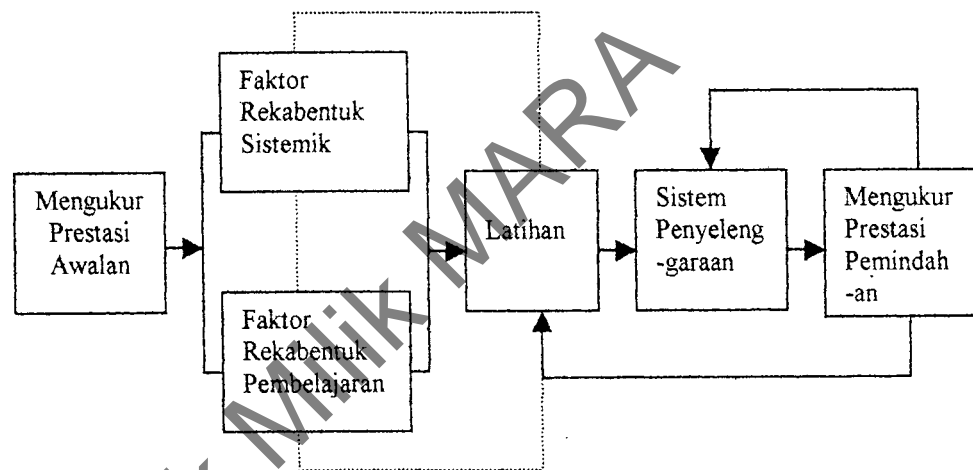 Mengukur
Prestasi
Awalan
Faktor
Rekabentuk
Sistemik
Faktor
Rekabentuk
Pembelajaran
Latihan
Sistem
Penyeleng
-garaan
Mengukur
Prestasi
Pemindah
-an
Milik MARA